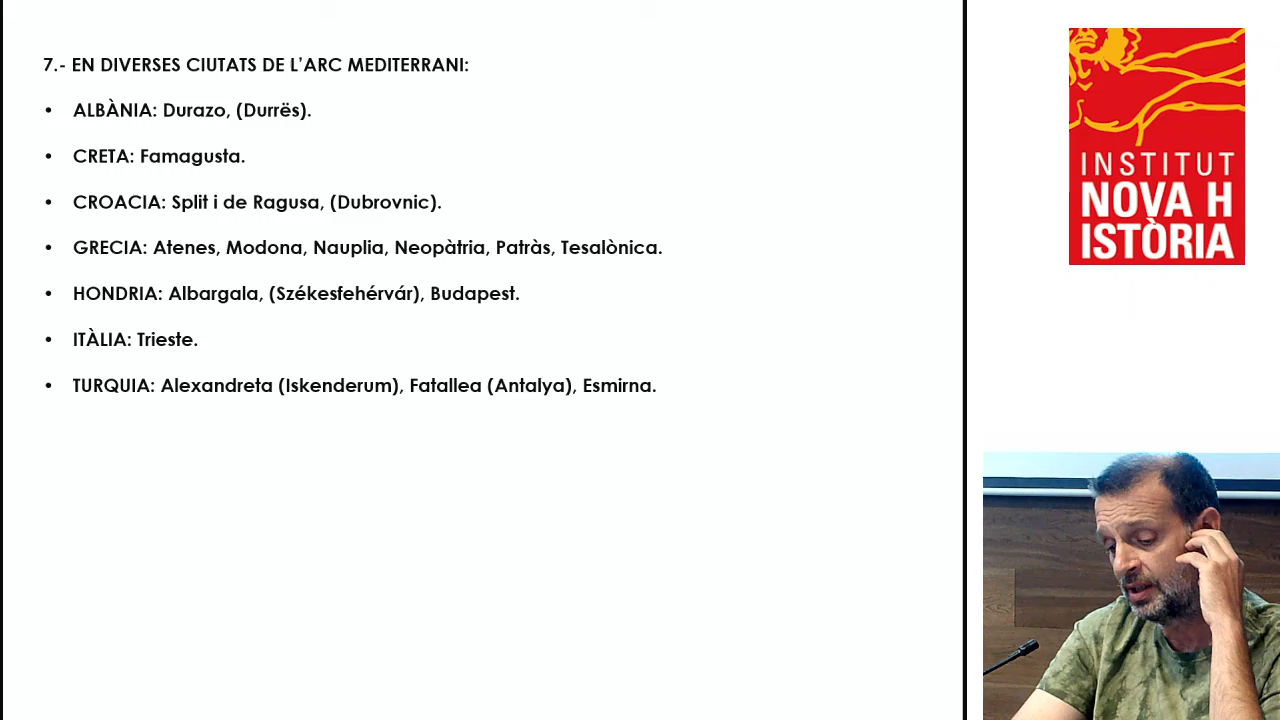 7.- EN DIVERSES CIUTATS DE L’ARC MEDITERRANI:
• ALBÀNIA: Durazo, (Durrës).
• CRETA: Famagusta.
• CROACIA: Split i de Ragusa, (Dubrovnic).
• GRECIA: Atenes, Modona, Nauplia, Neopàtria, Patràs, Tesalònica.
• HONDRIA: Albargala, (Székesfehérvár), Budapest.
• ITÀLIA: Trieste.
• TURQUIA: Alexandreta (Iskenderum), Fatallea (Antalya), Esmirna.
INSTITUT
NOVA H
ISTÒRIA